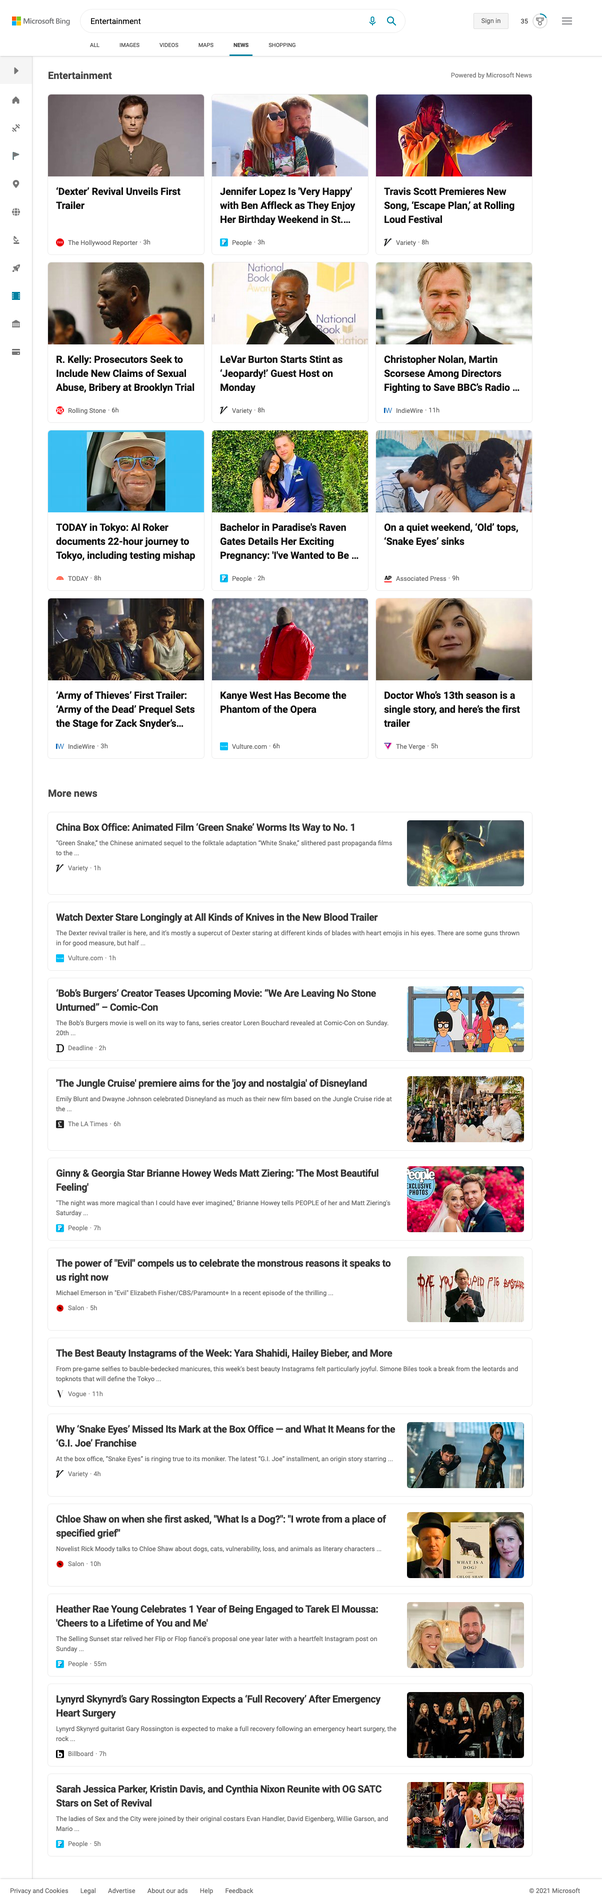 Microsoft Bing
Entertainment
Sign in
35
ALL
IMAGES
VIDEOS
MAPS
NEWS
SHOPPING
Entertainment
Powered by Microsoft News
'Dexter' Revival Unveils First
Trailer
The Hollywood Reporter · 3h
Jennifer Lopez Is 'Very Happy'
with Ben Affleck as They Enjoy
Her Birthday Weekend in St....
People · 3h
Travis Scott Premieres New
Song, 'Escape Plan,' at Rolling
Loud Festival
Variety · 8h
R. Kelly: Prosecutors Seek to
Include New Claims of Sexual
Abuse, Bribery at Brooklyn Trial
Rolling Stone · 6h
National
Book
National
Book
LeVar Burton Starts Stint as
'Jeopardy!' Guest Host on
Monday
Variety · 8h
Christopher Nolan, Martin
Scorsese Among Directors
Fighting to Save BBC's Radio ...
IndieWire · 11h
TODAY in Tokyo: Al Roker
documents 22-hour journey to
Tokyo, including testing mishap
TODAY · 8h
Bachelor in Paradise's Raven
Gates Details Her Exciting
Pregnancy: 'I've Wanted to Be ...
People · 2h
On a quiet weekend, 'Old' tops,
'Snake Eyes' sinks
AP
Associated Press · 9h
'Army of Thieves' First Trailer:
'Army of the Dead' Prequel Sets
the Stage for Zack Snyder's...
IndieWire · 3h
Kanye West Has Become the
Phantom of the Opera
Vulture.com · 6h
Doctor Who's 13th season is a
single story, and here's the first
trailer
The Verge · 5h
More news
China Box Office: Animated Film 'Green Snake' Worms Its Way to No. 1
"Green Snake," the Chinese animated sequel to the folktale adaptation "White Snake," slithered past propaganda films
to the ...
Variety · 1h
Watch Dexter Stare Longingly at All Kinds of Knives in the New Blood Trailer
The Dexter revival trailer is here, and it's mostly a supercut of Dexter staring at different kinds of blades with heart emojis in his eyes. There are some guns thrown
in for good measure, but half ...
Vulture.com · 1h
'Bob's Burgers' Creator Teases Upcoming Movie: "We Are Leaving No Stone
Unturned" – Comic-Con
The Bob's Burgers movie is well on its way to fans, series creator Loren Bouchard revealed at Comic-Con on Sunday.
20th ...
Deadline · 2h
'The Jungle Cruise' premiere aims for the 'joy and nostalgia' of Disneyland
Emily Blunt and Dwayne Johnson celebrated Disneyland as much as their new film based on the Jungle Cruise ride at
the ...
The LA Times · 6h
Ginny & Georgia Star Brianne Howey Weds Matt Ziering: 'The Most Beautiful
Feeling'
"The night was more magical than I could have ever imagined," Brianne Howey tells PEOPLE of her and Matt Ziering's
Saturday ...
People · 7h
People
EXCLUSIVE
PHOTOS
The power of "Evil" compels us to celebrate the monstrous reasons it speaks to
us right now
Michael Emerson in "Evil" Elizabeth Fisher/CBS/Paramount+ In a recent episode of the thrilling ...
Salon · 5h
The Best Beauty Instagrams of the Week: Yara Shahidi, Hailey Bieber, and More
From pre-game selfies to bauble-bedecked manicures, this week's best beauty Instagrams felt particularly joyful. Simone Biles took a break from the leotards and
topknots that will define the Tokyo ...
Vogue · 11h
Why 'Snake Eyes' Missed Its Mark at the Box Office — and What It Means for the
'G.I. Joe' Franchise
At the box office, "Snake Eyes" is ringing true to its moniker. The latest "G.I. Joe" installment, an origin story starring ...
Variety · 4h
Chloe Shaw on when she first asked, "What Is a Dog?": "I wrote from a place of
specified grief"
Novelist Rick Moody talks to Chloe Shaw about dogs, cats, vulnerability, loss, and animals as literary characters ...
Salon · 10h
WHAT IS A
DOG?
CHLOE SHAW
Heather Rae Young Celebrates 1 Year of Being Engaged to Tarek El Moussa:
'Cheers to a Lifetime of You and Me'
The Selling Sunset star relived her Flip or Flop fiancé's proposal one year later with a heartfelt Instagram post on
Sunday ...
People · 55m
Lynyrd Skynyrd's Gary Rossington Expects a 'Full Recovery' After Emergency
Heart Surgery
Lynyrd Skynyrd guitarist Gary Rossington is expected to make a full recovery following an emergency heart surgery, the
rock ...
Billboard · 7h
Sarah Jessica Parker, Kristin Davis, and Cynthia Nixon Reunite with OG SATC
Stars on Set of Revival
The ladies of Sex and the City were joined by their original costars Evan Handler, David Eigenberg, Willie Garson, and
Mario ...
People · 5h
Privacy and Cookies
Legal
Advertise
About our ads
Help
Feedback
© 2021 Microsoft